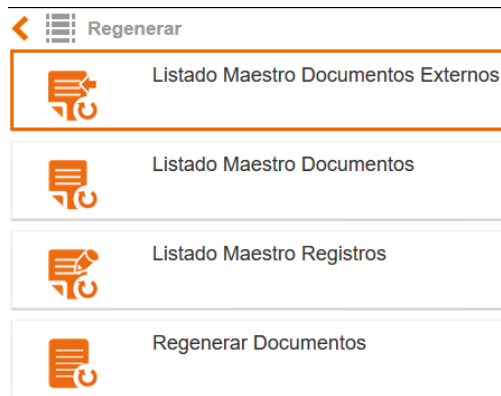 Regenerar
Listado Maestro Documentos Externos
Listado Maestro Documentos
Listado Maestro Registros
Regenerar Documentos